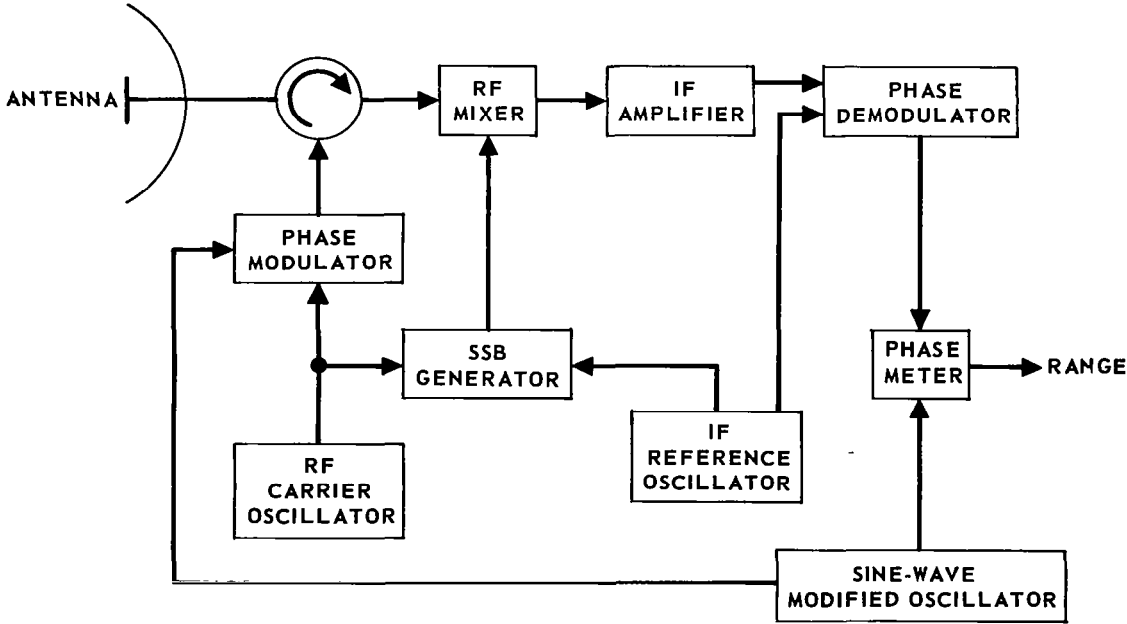 ANTENNA
RF
MIXER
IF
AMPLIFIER
PHASE
DEMODULATOR
PHASE
MODULATOR
SSB
GENERATOR
PHASE
METER
RANGE
RF
CARRIER
OSCILLATOR
IF
REFERENCE
OSCILLATOR
SINE-WAVE
MODIFIED OSCILLATOR